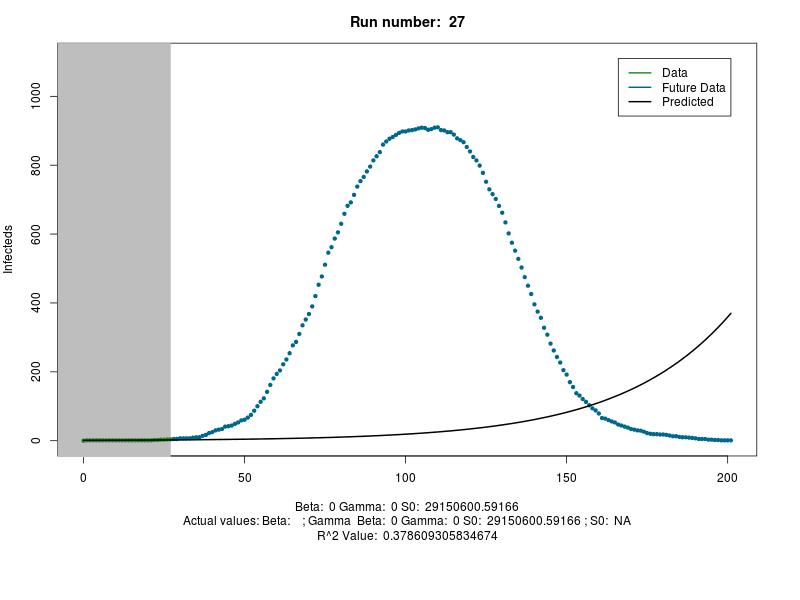 Run number: 27
Data
Future Data
Predicted
Infecteds
0
200
400
600
800
1000
0
50
100
150
200
Beta: 0 Gamma: 0 S0: 29150600.59166
Actual values: Beta: ; Gamma Beta: 0 Gamma: 0 S0: 29150600.59166 ; S0: NA
R^2 Value: 0.378609305834674